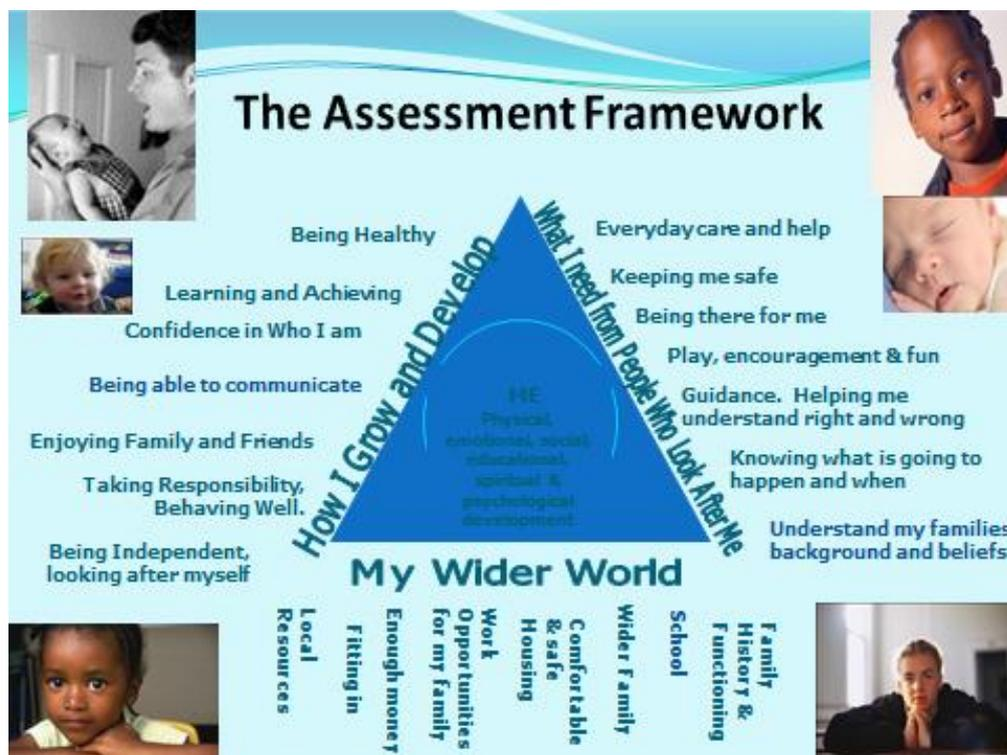 The Assessment Framework
Being Healthy
Learning and Achieving
Confidence in Who I am
Being able to communicate
Enjoying Family and Friends
Taking Responsibility,
Behaving Well.
Being Independent,
looking after myself
How I Grow and Develop
ME
Physical,
emotional, social,
educational,
spiritual &
psychological
development
What I need from People Who Look After Me
Everyday care and help
Keeping me safe
Being there for me
Play, encouragement & fun
Guidance. Helping me
understand right and wrong
Knowing what is going to
happen and when
Understand my families
background and beliefs
My Wider World
Local
Resources
Fitting in
Enough money
Work
Opportunities
for my family
Comfortable
& safe
Housing
Wider Family
School
Family
History &
Functioning